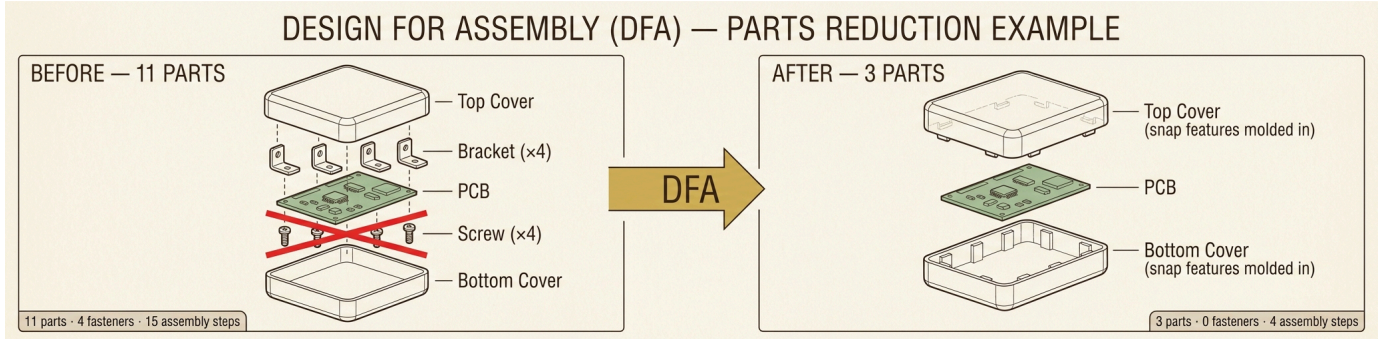 DESIGN FOR ASSEMBLY (DFA) — PARTS REDUCTION EXAMPLE
BEFORE — 11 PARTS
Top Cover
Bracket (×4)
PCB
Screw (×4)
Bottom Cover
11 parts · 4 fasteners · 15 assembly steps
DFA
AFTER — 3 PARTS
Top Cover
(snap features molded in)
PCB
Bottom Cover
(snap features molded in)
3 parts · 0 fasteners · 4 assembly steps